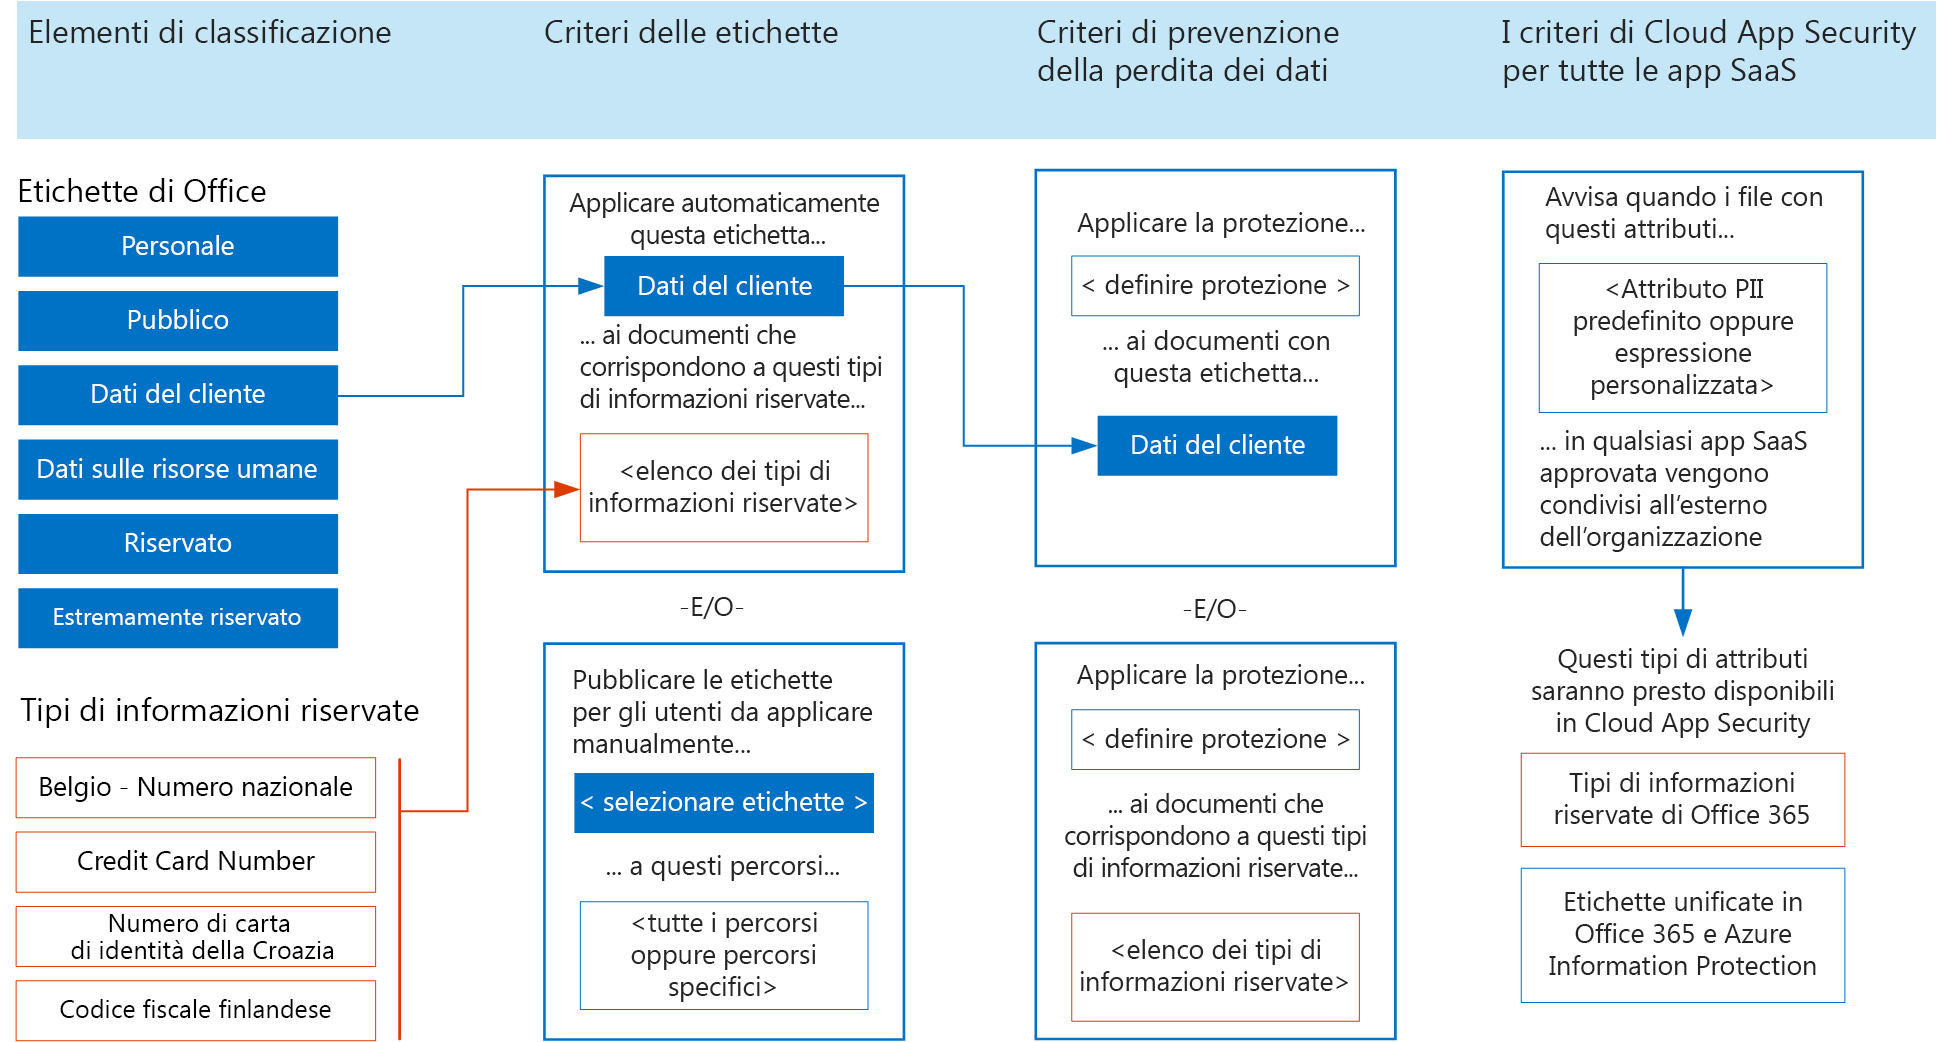 Elementi di classificazione
Criteri delle etichette
Criteri di prevenzione
della perdita dei dati
I criteri di Cloud App Security
per tutte le app SaaS
Etichette di Office
Personale
Pubblico
Dati del cliente
Dati sulle risorse umane
Riservato
Estremamente riservato
Tipi di informazioni riservate
Belgio - Numero nazionale
Credit Card Number
Numero di carta
di identità della Croazia
Codice fiscale finlandese
Applicare automaticamente
questa etichetta...
Dati del cliente
... ai documenti che
corrispondono a questi tipi
di informazioni riservate...
<elenco dei tipi di
informazioni riservate>
-E/O-
Pubblicare le etichette
per gli utenti da applicare
manualmente...
< selezionare etichette >
... a questi percorsi...
<tutte i percorsi
oppure percorsi
specifici>
Applicare la protezione...
< definire protezione >
... ai documenti con
questa etichetta...
Dati del cliente
-E/O-
Applicare la protezione...
< definire protezione >
... ai documenti che
corrispondono a questi tipi
di informazioni riservate...
<elenco dei tipi di
informazioni riservate>
Avvisa quando i file con
questi attributi...
<Attributo PII
predefinito oppure
espressione
personalizzata>
... in qualsiasi app SaaS
approvata vengono
condivisi all'esterno
dell'organizzazione
Questi tipi di attributi
saranno presto disponibili
in Cloud App Security
Tipi di informazioni
riservate di Office 365
Etichette unificate in
Office 365 e Azure
Information Protection